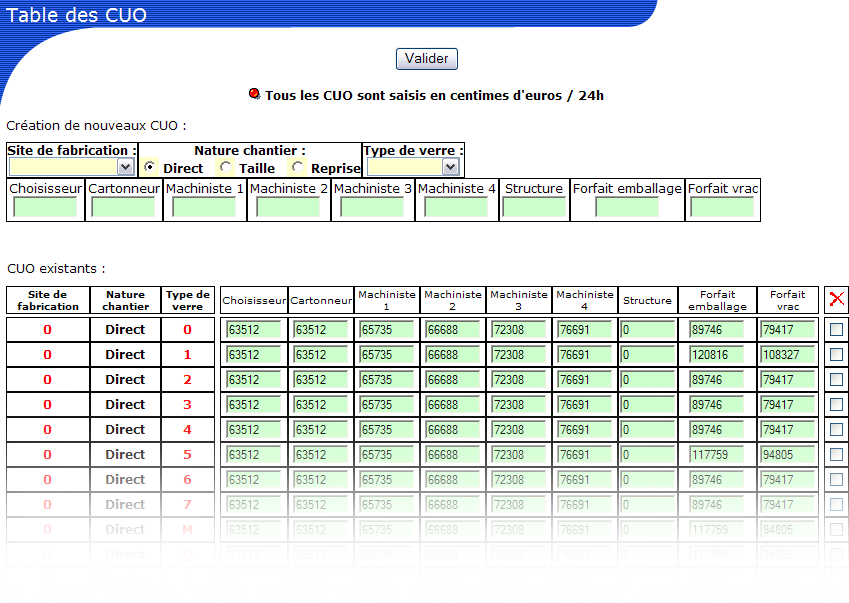 Table des CUO
Valider
Tous les CUO sont saisis en centimes d'euros / 24h
Création de nouveaux CUO :
Site de fabrication : Nature chantier : Type de verre :
Direct Taille Reprise
Choisisseur Cartonneur Machiniste 1 Machiniste 2 Machiniste 3 Machiniste 4 Structure Forfait emballage Forfait vrac
CUO existants :
Site de fabrication Nature chantier Type de verre Choisisseur Cartonneur Machiniste 1 Machiniste 2 Machiniste 3 Machiniste 4 Structure Forfait emballage Forfait vrac
0 Direct 0 63512 63512 65735 66688 72308 76691 0 89746 79417
0 Direct 1 63512 63512 65735 66688 72308 76691 0 120816 108327
0 Direct 2 63512 63512 65735 66688 72308 76691 0 89746 79417
0 Direct 3 63512 63512 65735 66688 72308 76691 0 89746 79417
0 Direct 4 63512 63512 65735 66688 72308 76691 0 89746 79417
0 Direct 5 63512 63512 65735 66688 72308 76691 0 117759 94805
0 Direct 6 63512 63512 65735 66688 72308 76691 0 89746 79417
0 Direct 7 63512 63512 65735 66688 72308 76691 0 89746 79417
0 Direct M 63512 63512 65735 66688 72308 76691 0 117759 94805